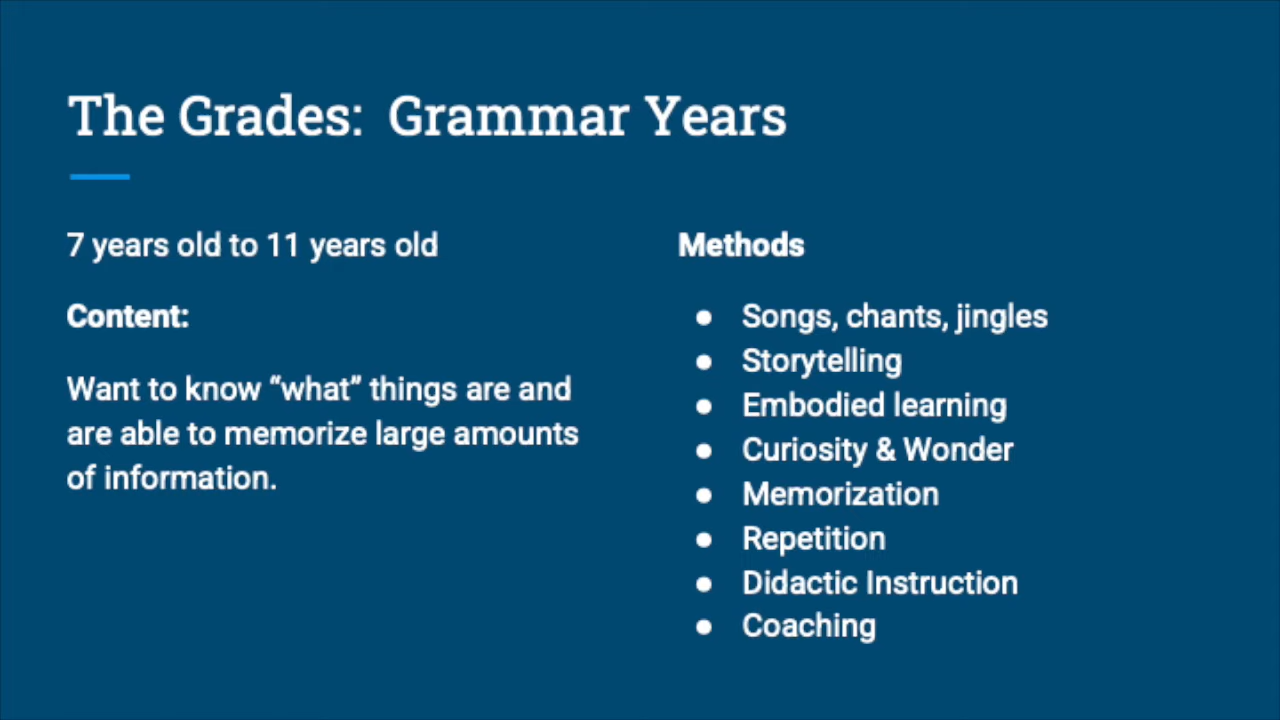 The Grades: Grammar Years
7 years old to 11 years old
Content:
Want to know “what” things are and
are able to memorize large amounts
of information.
Methods
● Songs, chants, jingles
● Storytelling
● Embodied learning
● Curiosity & Wonder
● Memorization
● Repetition
● Didactic Instruction
● Coaching